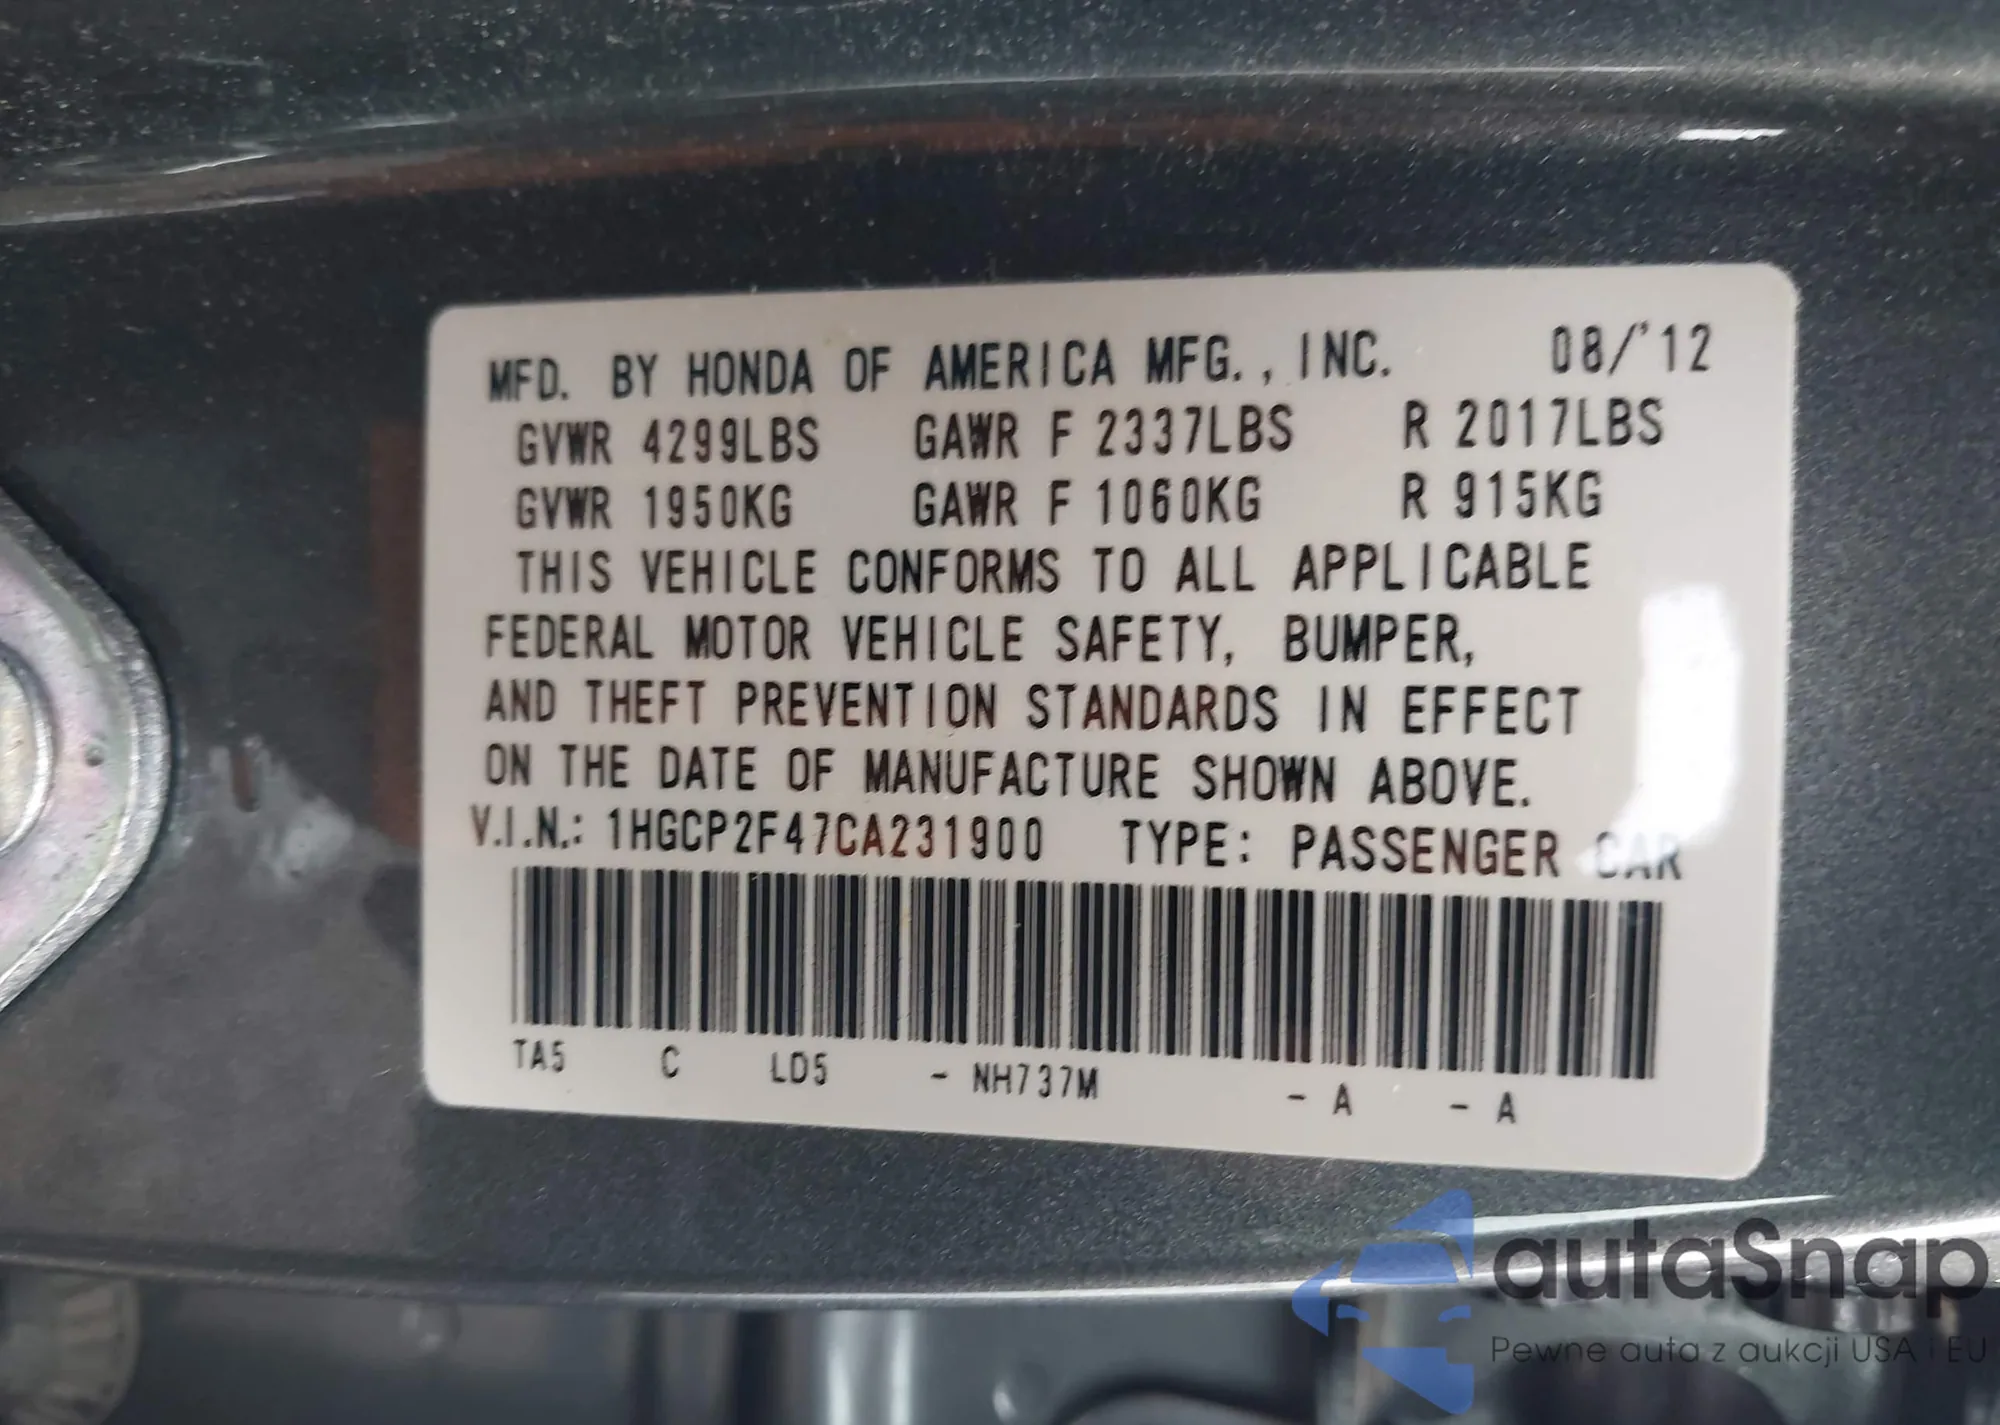 MFD. BY HONDA OF AMERICA MFG., INC. 08/'12
GVWR 4299LBS GAWR F 2337LBS R 2017LBS
GVWR 1950KG GAWR F 1060KG R 915KG
THIS VEHICLE CONFORMS TO ALL APPLICABLE
FEDERAL MOTOR VEHICLE SAFETY, BUMPER,
AND THEFT PREVENTION STANDARDS IN EFFECT
ON THE DATE OF MANUFACTURE SHOWN ABOVE.
V.I.N.: 1HGCP2F47CA231900 TYPE: PASSENGER CAR
TA5 C LD5 - NH737M - A - A
autaSnap
Pewne auta z aukcji USA i EU